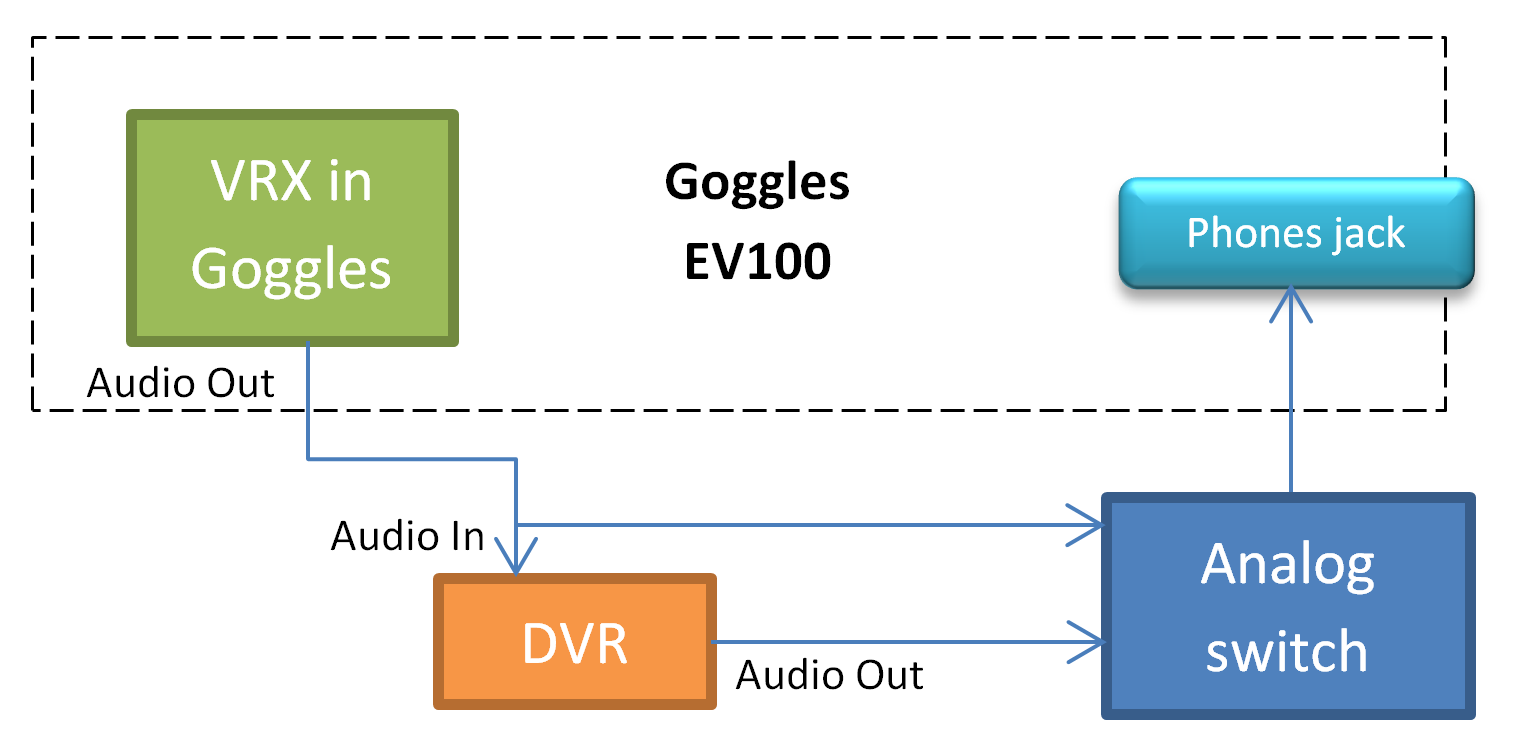 VRX in
Goggles
Goggles
EV100
Phones jack
Audio Out
Audio In
DVR
Audio Out
Analog
switch